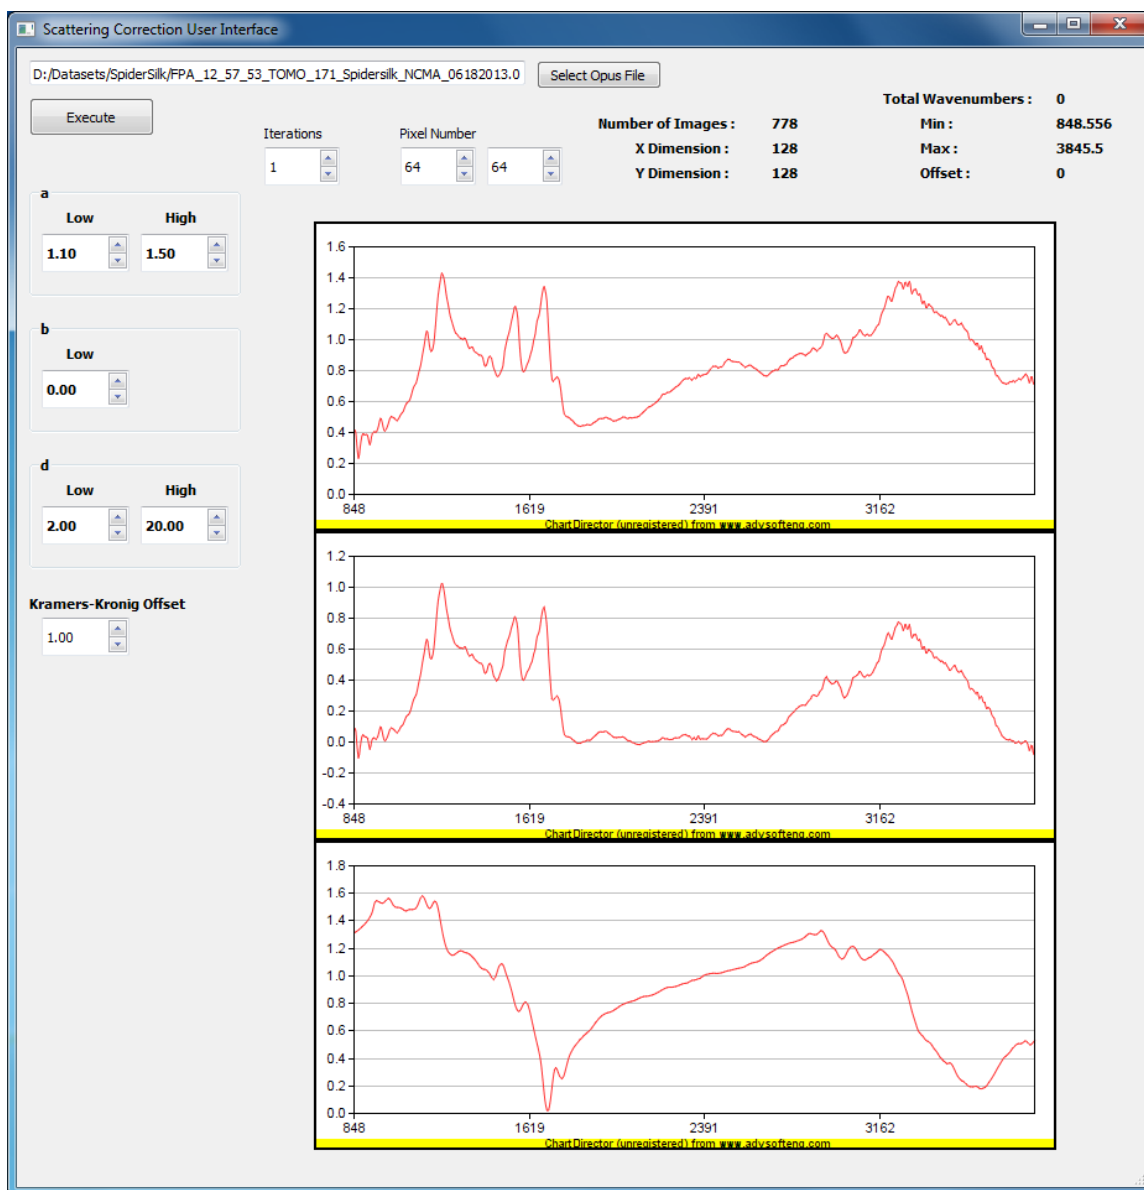 Scattering Correction User Interface
D:/Datasets/SpiderSilk/FPA_12_57_53_TOMO_171_Spidersilk_NCMA_06182013.0 Select Opus File
Execute
Iterations Pixel Number
1 64 64
Number of Images : 778
X Dimension : 128
Y Dimension : 128
Total Wavenumbers : 0
Min : 848.556
Max : 3845.5
Offset : 0
a
Low High
1.10 1.50
b
Low
0.00
d
Low High
2.00 20.00
Kramers-Kronig Offset
1.00
1.6
1.4
1.2
1.0
0.8
0.6
0.4
0.2
0.0
848 1619 2391 3162
ChartDirector (unregistered) from www.advsofteng.com
1.2
1.0
0.8
0.6
0.4
0.2
0.0
-0.2
-0.4
848 1619 2391 3162
ChartDirector (unregistered) from www.advsofteng.com
1.8
1.6
1.4
1.2
1.0
0.8
0.6
0.4
0.2
0.0
848 1619 2391 3162
ChartDirector (unregistered) from www.advsofteng.com